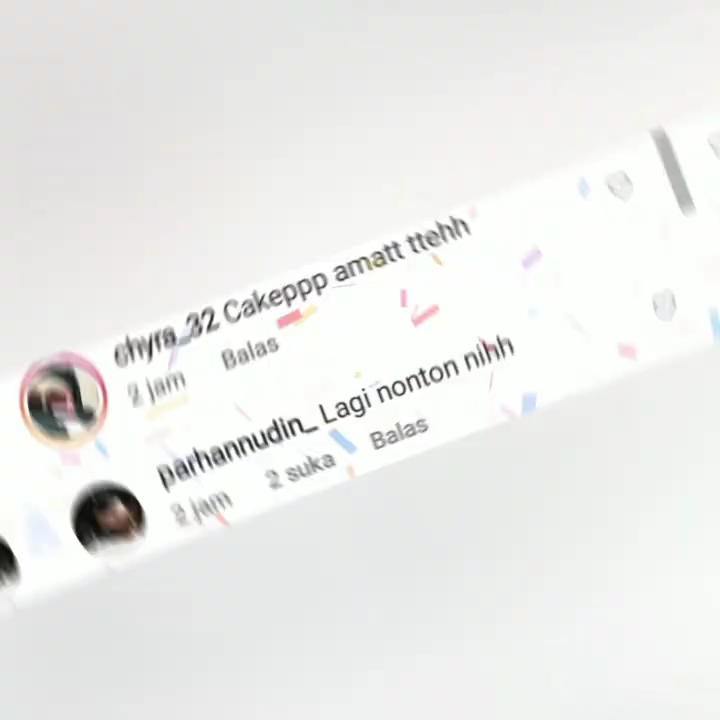 chyra_32 Cakeppp amatt ttehh
2 jam Balas
parhannudin_ Lagi nonton nihh
2 jam 2 suka Balas